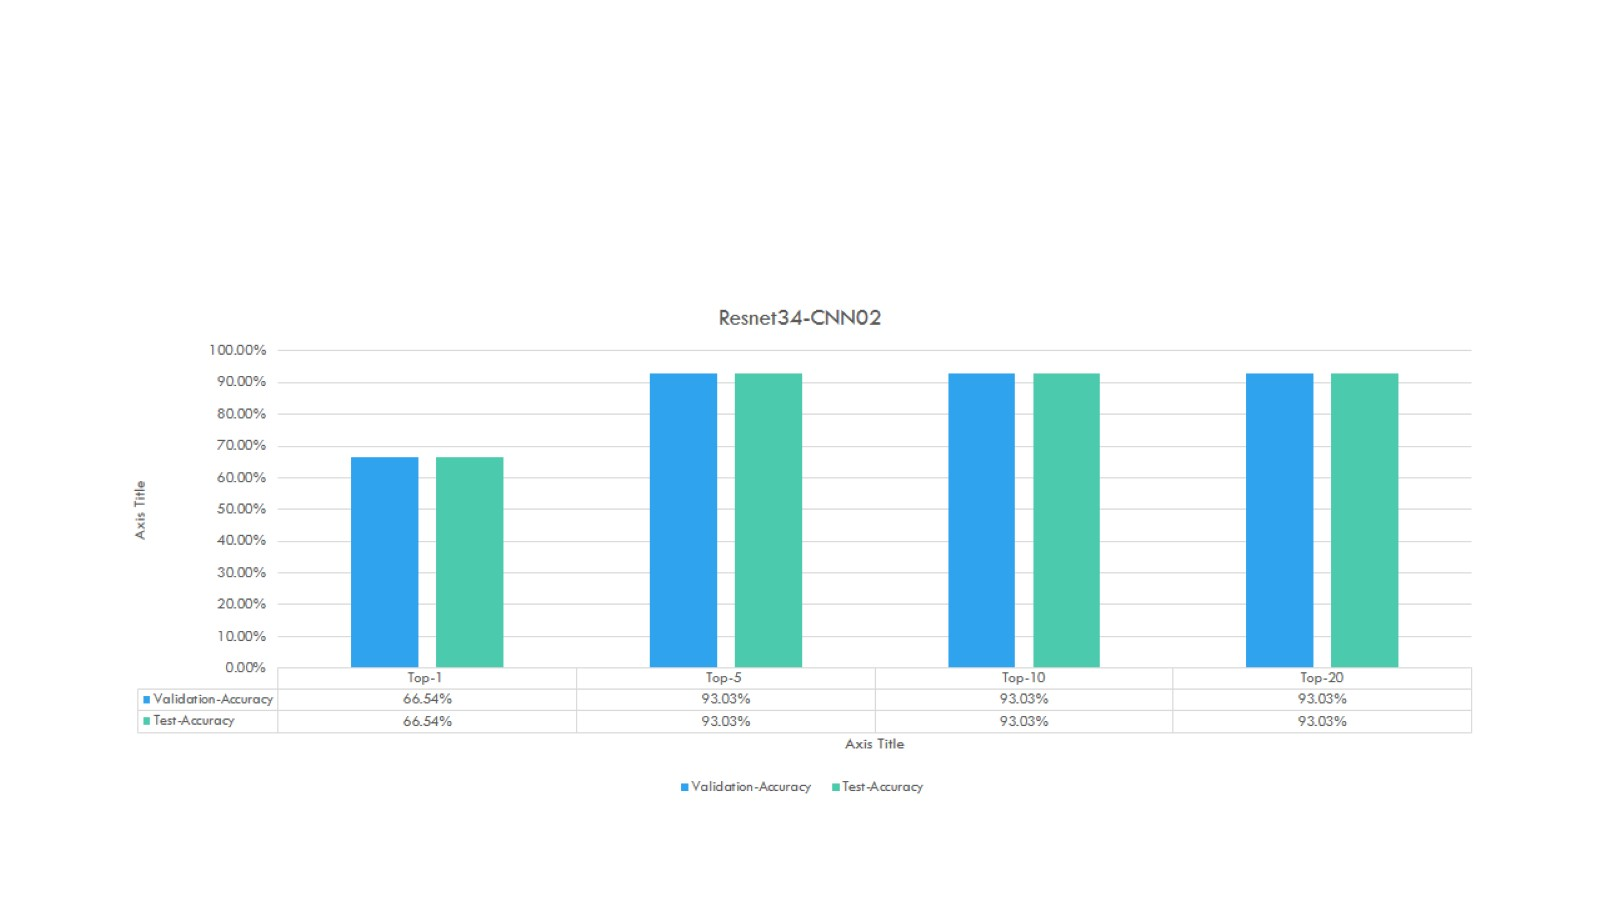 Resnet34-CNN02
100.00%
90.00%
80.00%
70.00%
60.00%
50.00%
40.00%
30.00%
20.00%
10.00%
0.00%
Axis Title
Top-1 Top-5 Top-10 Top-20
Validation-Accuracy 66.54% 93.03% 93.03% 93.03%
Test-Accuracy 66.54% 93.03% 93.03% 93.03%
Axis Title
Validation-Accuracy Test-Accuracy